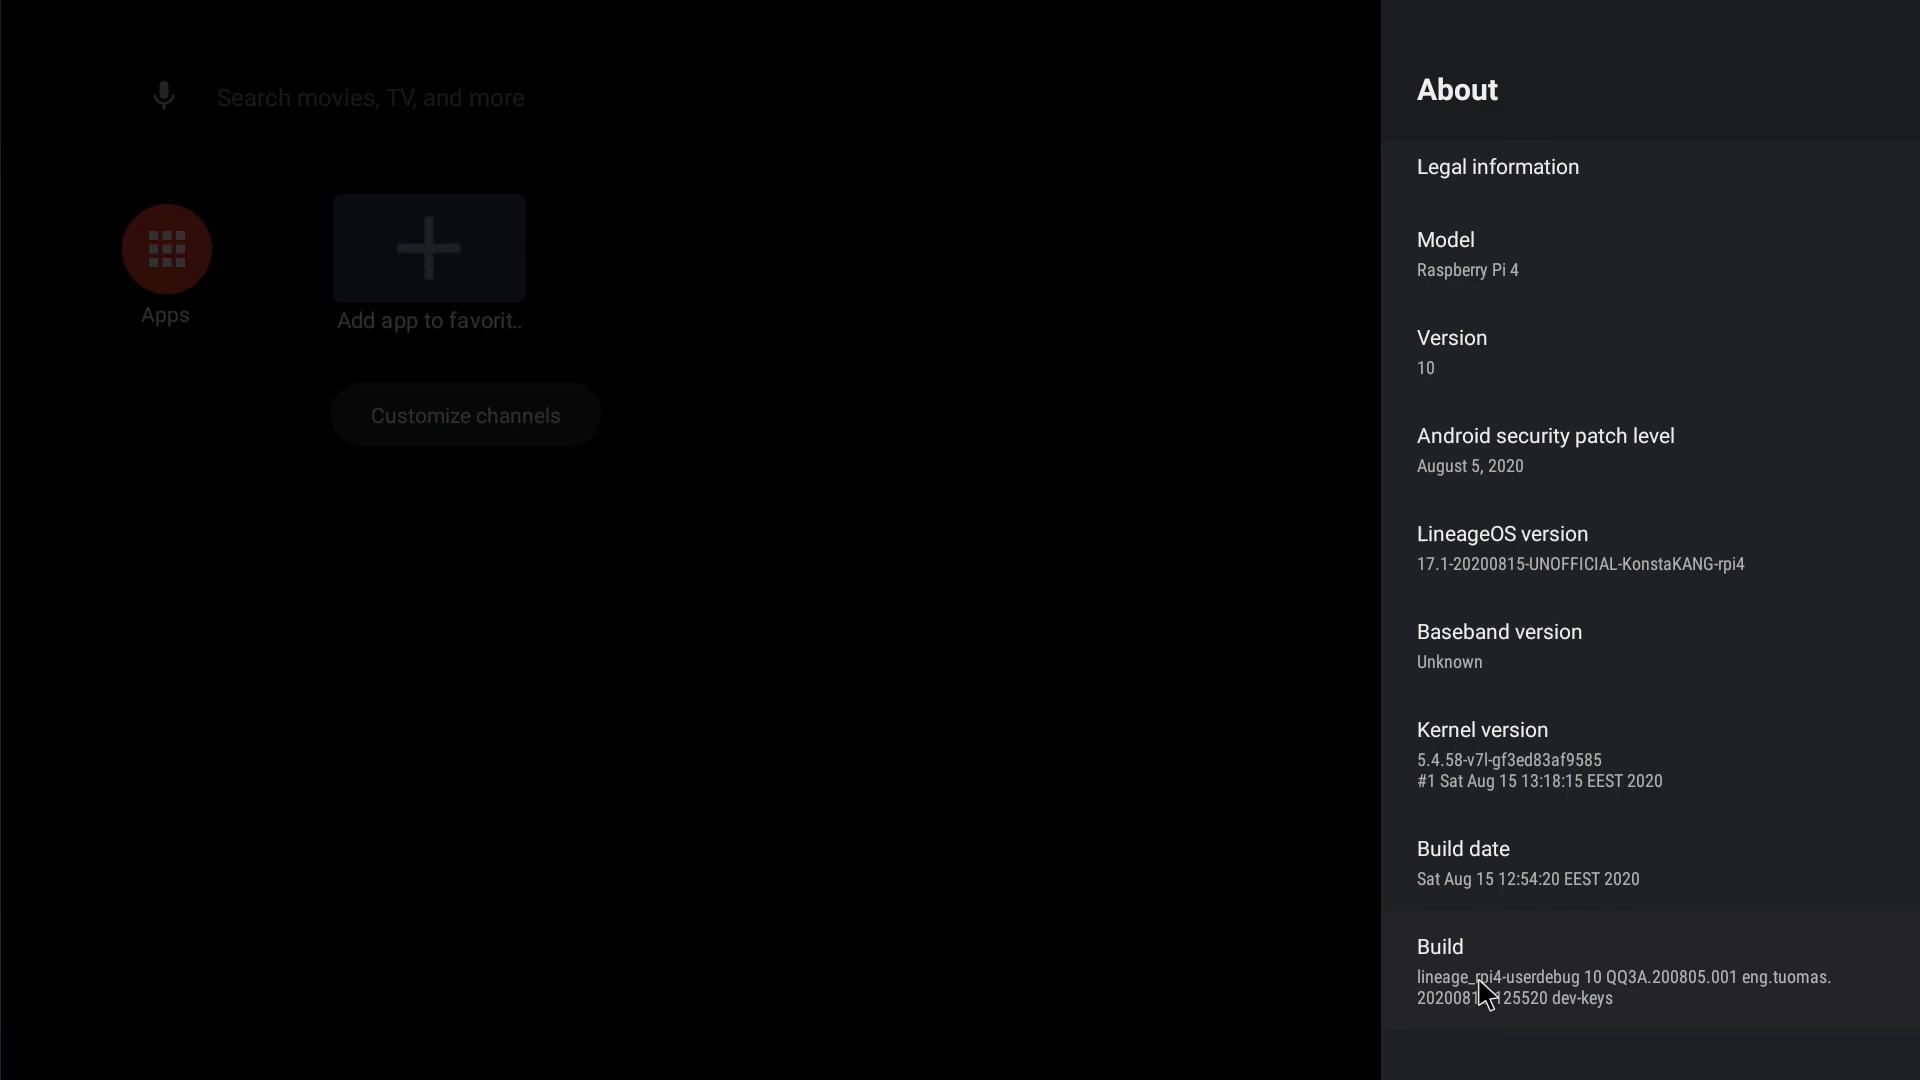 Search movies, TV, and more
Apps
Add app to favorit..
Customize channels
About
Legal information
Model
Raspberry Pi 4
Version
10
Android security patch level
August 5, 2020
LineageOS version
17.1-20200815-UNOFFICIAL-KonstaKANG-rpi4
Baseband version
Unknown
Kernel version
5.4.58-v7l-gf3ed83af9585
#1 Sat Aug 15 13:18:15 EEST 2020
Build date
Sat Aug 15 12:54:20 EEST 2020
Build
lineage_rpi4-userdebug 10 QQ3A.200805.001 eng.tuomas.
dev-keys